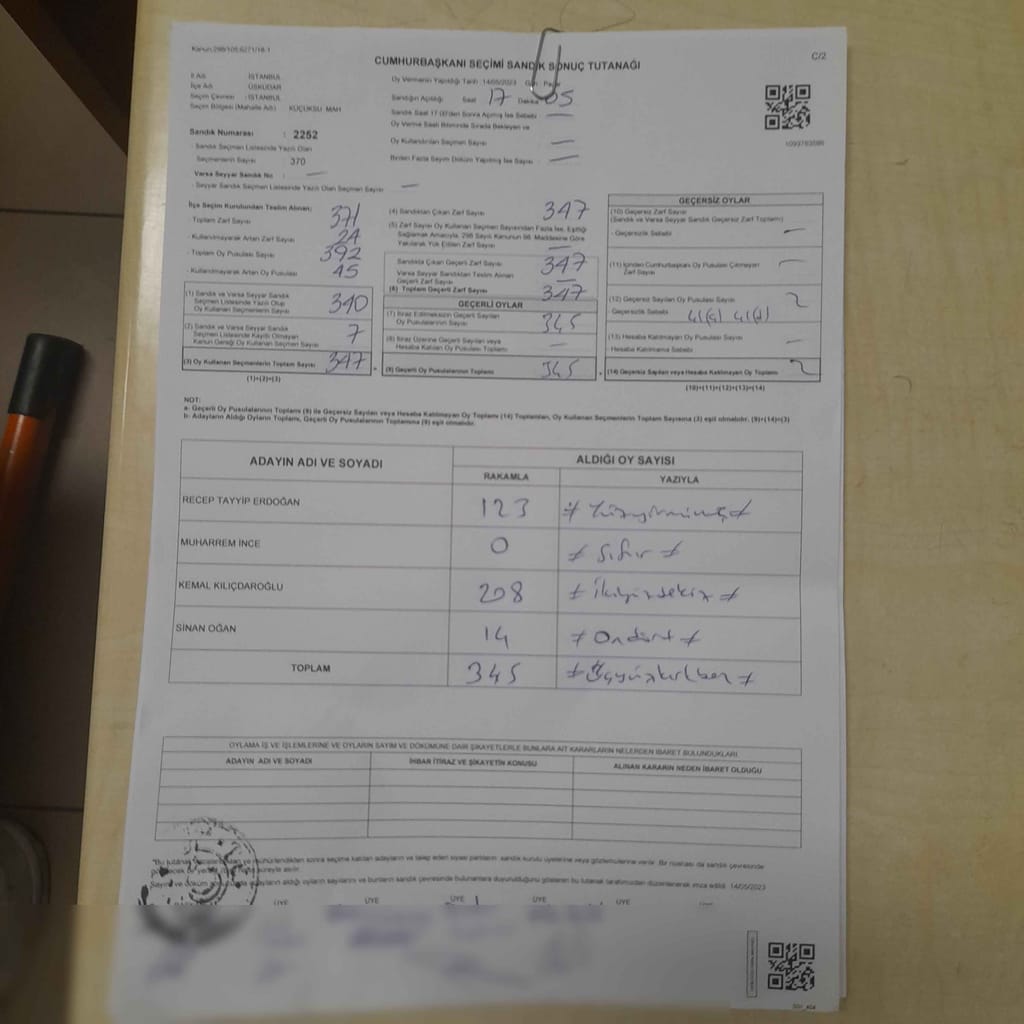 Kanun:298/105;6271/18-1
C/2
CUMHURBAŞKANI SEÇİMİ SANDIK SONUÇ TUTANAĞI
İl Adı : İSTANBUL
İlçe Adı : ÜSKÜDAR
Seçim Çevresi : İSTANBUL
Seçim Bölgesi (Mahalle Adı) : KÜÇÜKSU MAH
Oy Vermenin Yapıldığı Tarih :14/05/2023 Gün : Pazar
Sandığın Açıldığı Saat 17 Dakika 05
Sandık Saat 17:00'den Sonra Açılmış İse Sebebi —
Oy Verme Saati Bitiminde Sırada Bekleyen ve
Oy Kullandırılan Seçmen Sayısı —
Birden Fazla Sayım Döküm Yapılmış İse Sayısı —
1093763586
Sandık Numarası : 2252
- Sandık Seçmen Listesinde Yazılı Olan
Seçmenlerin Sayısı : 370
Varsa Seyyar Sandık No : —
- Seyyar Sandık Seçmen Listesinde Yazılı Olan Seçmen Sayısı : —
İlçe Seçim Kurulundan Teslim Alınan;
- Toplam Zarf Sayısı 371
- Kullanılmayarak Artan Zarf Sayısı 24
- Toplam Oy Pusulası Sayısı 392
- Kullanılmayarak Artan Oy Pusulası 45
(1) Sandık ve Varsa Seyyar Sandık
Seçmen Listesinde Yazılı Olup
Oy Kullanan Seçmenlerin Sayısı 340
(2) Sandık ve Varsa Seyyar Sandık
Seçmen Listesinde Kayıtlı Olmayan
Kanun Gereği Oy Kullanan Seçmen Sayısı 7
(3) Oy Kullanan Seçmenlerin Toplam Sayısı 347
(1)+(2)=(3)
(4) Sandıktan Çıkan Zarf Sayısı 347
(5) Zarf Sayısı Oy Kullanan Seçmen Sayısından Fazla İse, Eşitliği
Sağlamak Amacıyla, 298 Sayılı Kanunun 98. Maddesine Göre
Yakılarak Yok Edilen Zarf Sayısı —
Sandıkta Çıkan Geçerli Zarf Sayısı 347
Varsa Seyyar Sandıktan Teslim Alınan
Geçerli Zarf Sayısı —
(6) Toplam Geçerli Zarf Sayısı 347
GEÇERLİ OYLAR
(7) İtiraz Edilmeksizin Geçerli Sayılan
Oy Pusulalarının Sayısı 345
(8) İtiraz Üzerine Geçerli Sayılan veya
Hesaba Katılan Oy Pusulaları Toplamı —
(9) Geçerli Oy Pusulalarının Toplamı 345
GEÇERSİZ OYLAR
(10) Geçersiz Zarf Sayısı
(Sandık ve Varsa Seyyar Sandık Geçersiz Zarf Toplamı)
- Geçersizlik Sebebi —
(11) İçinden Cumhurbaşkanı Oy Pusulası Çıkmayan
Zarf Sayısı —
(12) Geçersiz Sayılan Oy Pusulası Sayısı 2
Geçersizlik Sebebi
(13) Hesaba Katılmayan Oy Pusulası Sayısı —
Hesaba Katılmama Sebebi
(14) Geçersiz Sayılan veya Hesaba Katılmayan Oy Toplamı 2
(10)+(11)+(12)+(13)=(14)
NOT:
a- Geçerli Oy Pusulalarının Toplamı (9) ile Geçersiz Sayılan veya Hesaba Katılmayan Oy Toplamı (14) Toplamları, Oy Kullanan Seçmenlerin Toplam Sayısına (3) eşit olmalıdır. (9)+(14)=(3)
b- Adayların Aldığı Oyların Toplamı, Geçerli Oy Pusulalarının Toplamına (9) eşit olmalıdır.
ADAYIN ADI VE SOYADI
ALDIĞI OY SAYISI
RAKAMLA YAZIYLA
RECEP TAYYİP ERDOĞAN 123 # Yüzyirmiüç #
MUHARREM İNCE 0 # Sıfır #
KEMAL KILIÇDAROĞLU 208 # İkiyüzsekiz #
SİNAN OĞAN 14 # Ondört #
TOPLAM 345 # Üçyüzkırkbeş #
OYLAMA İŞ VE İŞLEMLERİNE VE OYLARIN SAYIM VE DÖKÜMÜNE DAİR ŞİKAYETLERLE BUNLARA AİT KARARLARIN NELERDEN İBARET BULUNDUKLARI
ADAYIN ADI VE SOYADI İHBAR İTİRAZ VE ŞİKAYETİN KONUSU ALINAN KARARIN NEDEN İBARET OLDUĞU
sonra seçime katılan adayların ve talep eden siyasi partilerin sandık kurulu üyelerine veya gözlemcilerine verilir. Bir nüshası da sandık çevresinde
Sayım ve döküm adayların aldığı oyların sayılarını ve bunların sandık çevresinde bulunanlara duyurulduğunu gösteren bu tutanak tarafımızdan düzenlenerek imza edildi. 14/05/2023
ÜYE ÜYE ÜYE ÜYE ÜYE